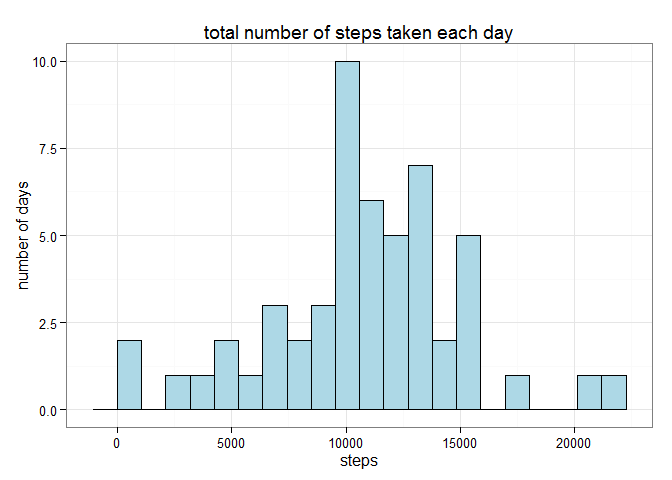 total number of steps taken each day
number of days
10.0
7.5
5.0
2.5
0.0
0 5000 10000 15000 20000
steps